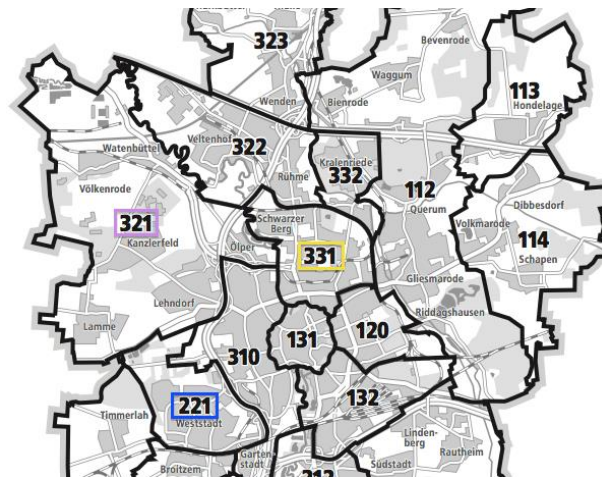 323
Bevenrode
Waggum
113
Hondelage
Wenden
Bienrode
Veltenhof
322
Watenbüttel
Kralenriede
332
Rühme
112
Völkenrode
Querum
Dibbesdorf
321
Schwarzer
Berg
Volkmarode
114
Kanzlerfeld
Ölper
331
Schapen
Gliesmarode
Lehndorf
Riddagshausen
Lamme
131
120
310
132
221
Timmerlah
Weststadt
Linden-
berg
Rautheim
Garten
stadt
Broitzem
Südstadt